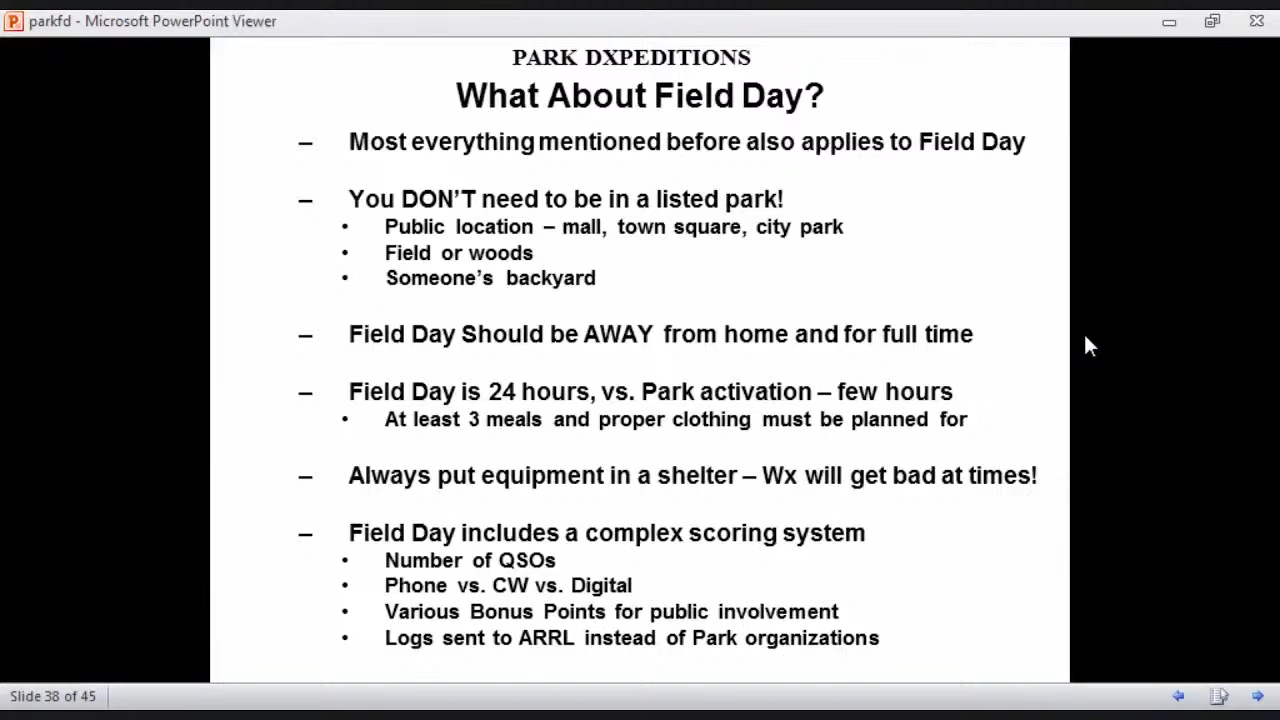 parkfd - Microsoft PowerPoint Viewer
PARK DXPEDITIONS
What About Field Day?
– Most everything mentioned before also applies to Field Day
– You DON’T need to be in a listed park!
• Public location – mall, town square, city park
• Field or woods
• Someone’s backyard
– Field Day Should be AWAY from home and for full time
– Field Day is 24 hours, vs. Park activation – few hours
• At least 3 meals and proper clothing must be planned for
– Always put equipment in a shelter – Wx will get bad at times!
– Field Day includes a complex scoring system
• Number of QSOs
• Phone vs. CW vs. Digital
• Various Bonus Points for public involvement
• Logs sent to ARRL instead of Park organizations
Slide 38 of 45